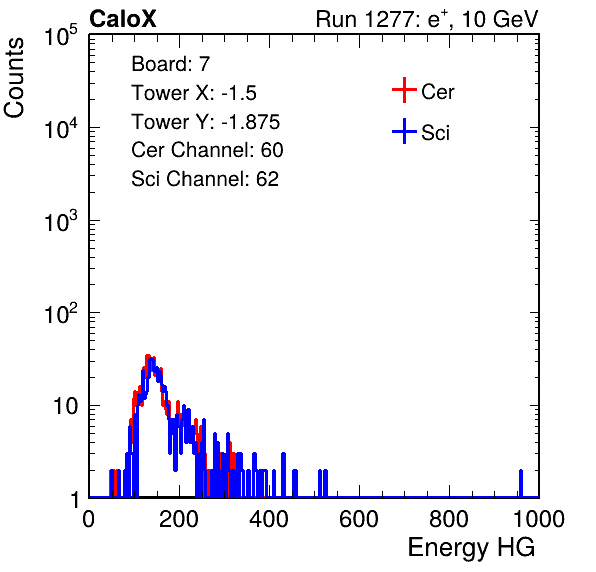 CaloX Run 1277: e⁺, 10 GeV
Counts
Board: 7
Tower X: -1.5
Tower Y: -1.875
Cer Channel: 60
Sci Channel: 62
Cer
Sci
10⁵
10⁴
10³
10²
10
1
0 200 400 600 800 1000
Energy HG